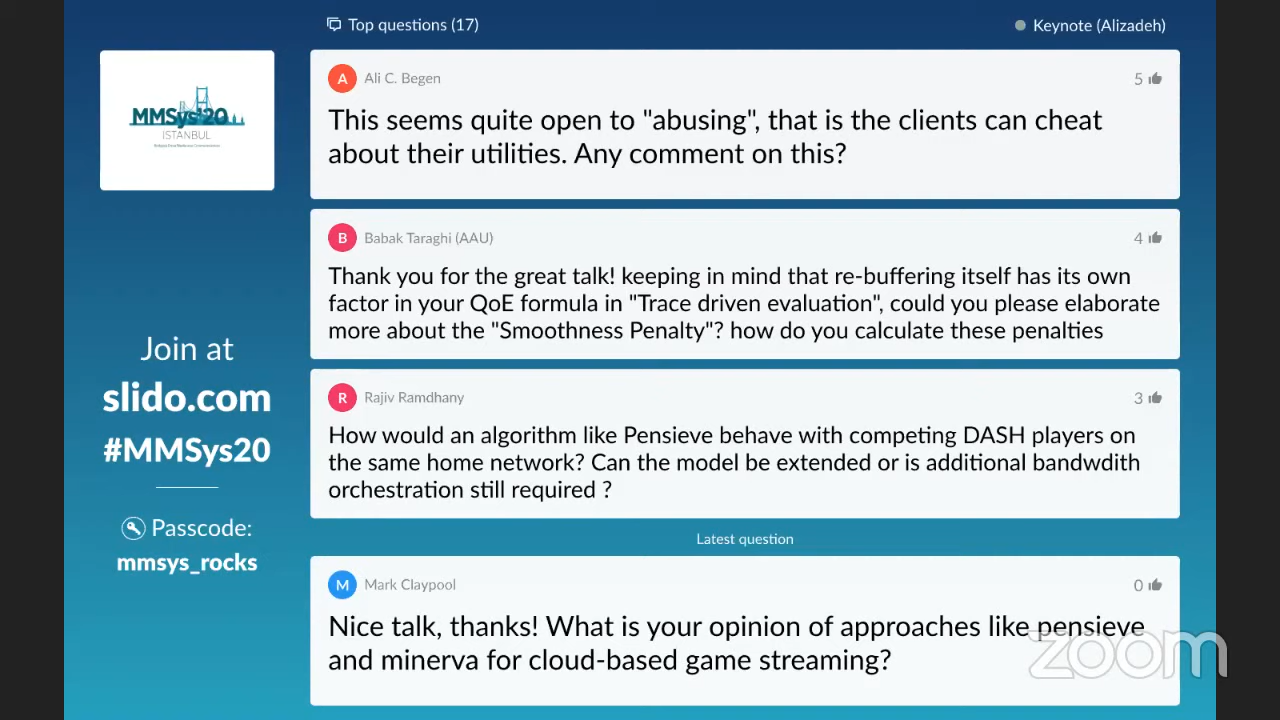 Top questions (17)
Keynote (Alizadeh)
MMSys'20
ISTANBUL
Join at
slido.com
#MMSys20
Passcode:
mmsys_rocks
A
Ali C. Begen
5
This seems quite open to "abusing", that is the clients can cheat
about their utilities. Any comment on this?
B
Babak Taraghi (AAU)
4
Thank you for the great talk! keeping in mind that re-buffering itself has its own
factor in your QoE formula in "Trace driven evaluation", could you please elaborate
more about the "Smoothness Penalty"? how do you calculate these penalties
R
Rajiv Ramdhany
3
How would an algorithm like Pensieve behave with competing DASH players on
the same home network? Can the model be extended or is additional bandwdith
orchestration still required ?
Latest question
M
Mark Claypool
0
Nice talk, thanks! What is your opinion of approaches like pensieve
and minerva for cloud-based game streaming?
zoom